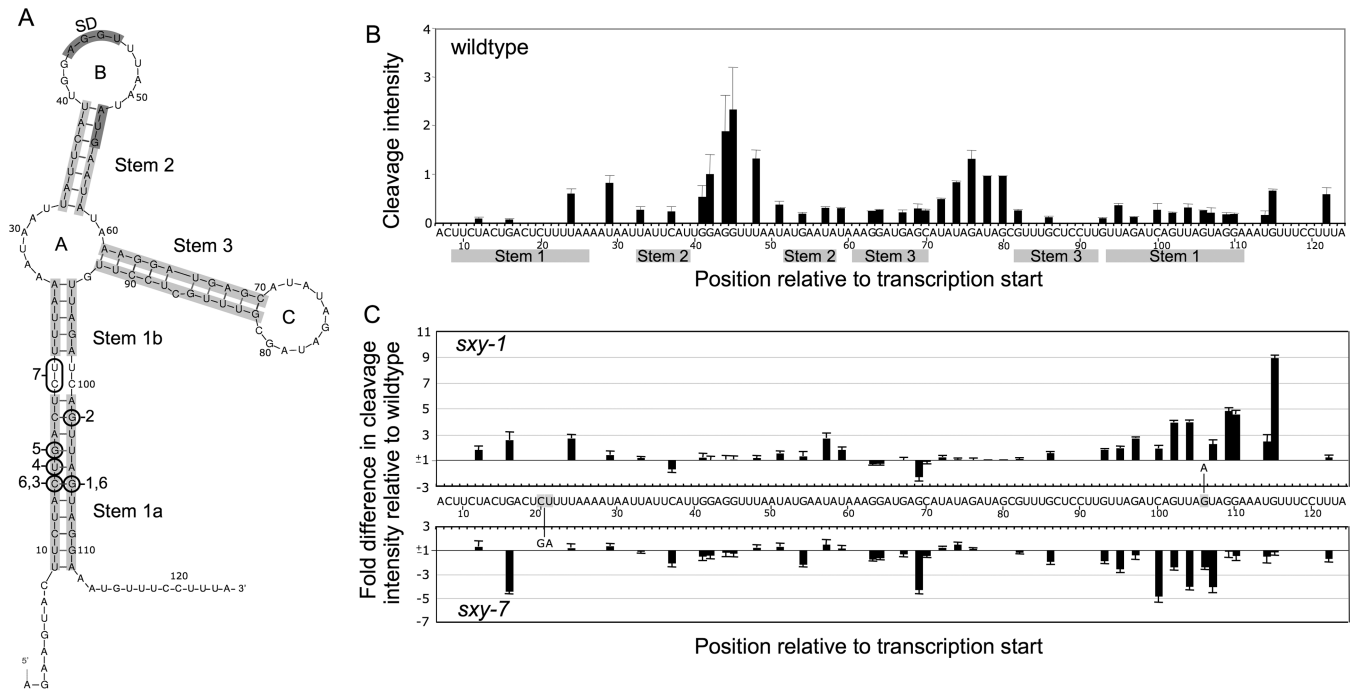 A
SD
B
40
50
Stem 2
30
A
60
Stem 3
70
90
C
80
Stem 1b
7
100
2
5
4
6,3
1,6
Stem 1a
10
110
120
A-U-G-U-U-U-C-C-U-U-U-A-3'
5'
B
wildtype
Cleavage intensity
4
3
2
1
0
ACUUCUACUGACUCUUUUAAAAUAAUUAUUCAUUGGAGGUUUAAUAUGAAUAUAAAGGAUGAGCAUAUAGAUAGCGUUUGCUCCUUGUUAGAUCAGUUAGUAGGAAAUGUUUCCUUUA
10 20 30 40 50 60 70 80 90 100 110 120
Stem 1 Stem 2 Stem 2 Stem 3 Stem 3 Stem 1
Position relative to transcription start
C
Fold difference in cleavage
intensity relative to wildtype
sxy-1
11
9
7
5
3
±1
A
ACUUCUACUGACUCUUUUAAAAUAAUUAUUCAUUGGAGGUUUAAUAUGAAUAUAAAGGAUGAGCAUAUAGAUAGCGUUUGCUCCUUGUUAGAUCAGUUAGUAGGAAAUGUUUCCUUUA
10 20 30 40 50 60 70 80 90 100 110 120
GA
3
±1
-3
-5
-7
sxy-7
Position relative to transcription start